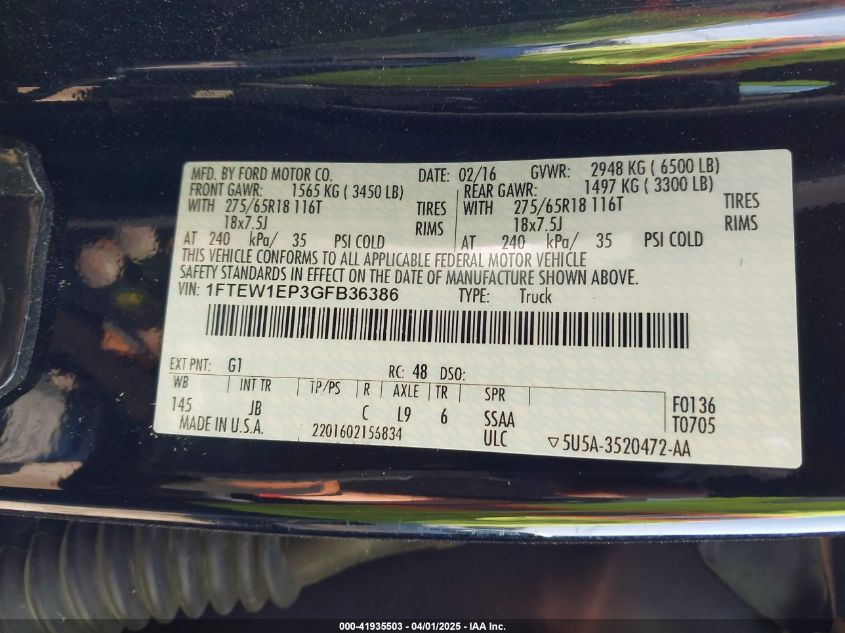 MFD. BY FORD MOTOR CO. DATE: 02/16 GVWR: 2948 KG ( 6500 LB)
FRONT GAWR: 1565 KG ( 3450 LB) REAR GAWR: 1497 KG ( 3300 LB)
WITH 275/65R18 116T TIRES WITH 275/65R18 116T TIRES
18x7.5J RIMS 18x7.5J RIMS
AT 240 kPa/ 35 PSI COLD AT 240 kPa/ 35 PSI COLD
THIS VEHICLE CONFORMS TO ALL APPLICABLE FEDERAL MOTOR VEHICLE
SAFETY STANDARDS IN EFFECT ON THE DATE OF MANUFACTURE SHOWN ABOVE.
VIN: 1FTEW1EP3GFB36386 TYPE: Truck
EXT PNT: G1 RC: 48 DSO:
WB INT TR TP/PS R AXLE TR SPR
145 JB C L9 6 SSAA F0136
MADE IN U.S.A. 2201602156834 ULC T0705
▽5U5A-3520472-AA
000-41935503 - 04/01/2025 - IAA Inc.